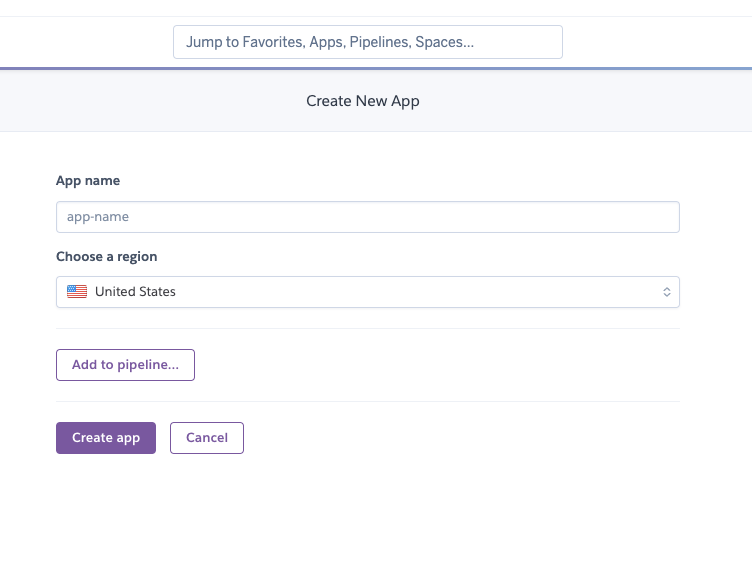 Jump to Favorites, Apps, Pipelines, Spaces...
Create New App
App name
app-name
Choose a region
United States
Add to pipeline...
Create app
Cancel